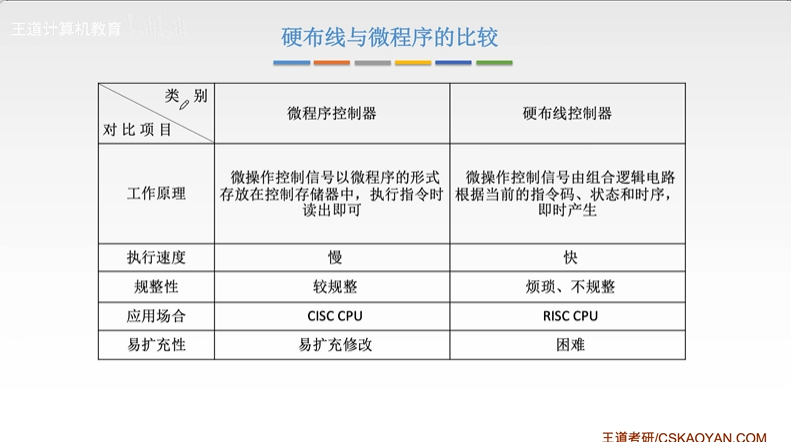 王道计算机教育
硬布线与微程序的比较
类 别
对 比 项 目
微程序控制器
硬布线控制器
工作原理
微操作控制信号以微程序的形式
存放在控制存储器中，执行指令时
读出即可
微操作控制信号由组合逻辑电路
根据当前的指令码、状态和时序，
即时产生
执行速度
慢
快
规整性
较规整
烦琐、不规整
应用场合
CISC CPU
RISC CPU
易扩充性
易扩充修改
困难
王道考研/CSKAOYAN.COM